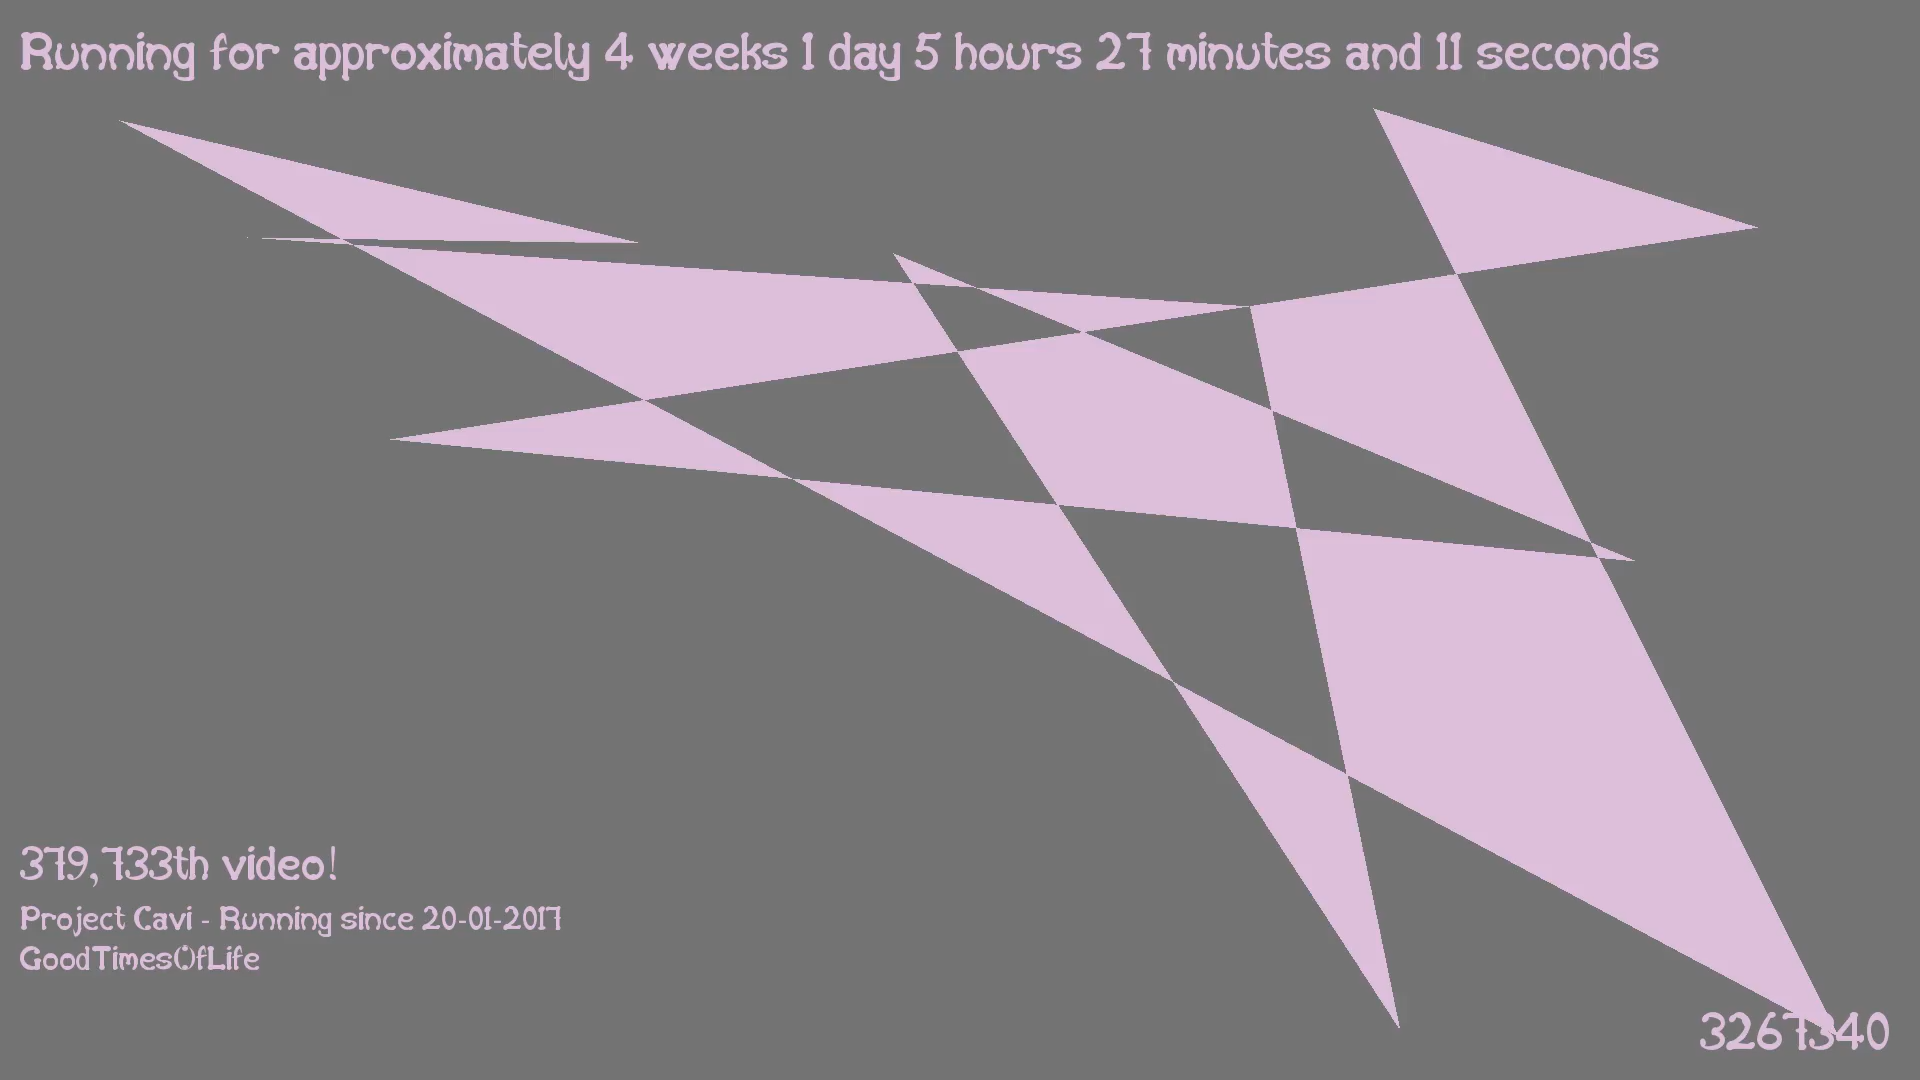 Running for approximately 4 weeks 1 day 5 hours 27 minutes and 11 seconds
379,733th video!
Project Cavi - Running since 20-01-2017
GoodTimesOfLife
3267340